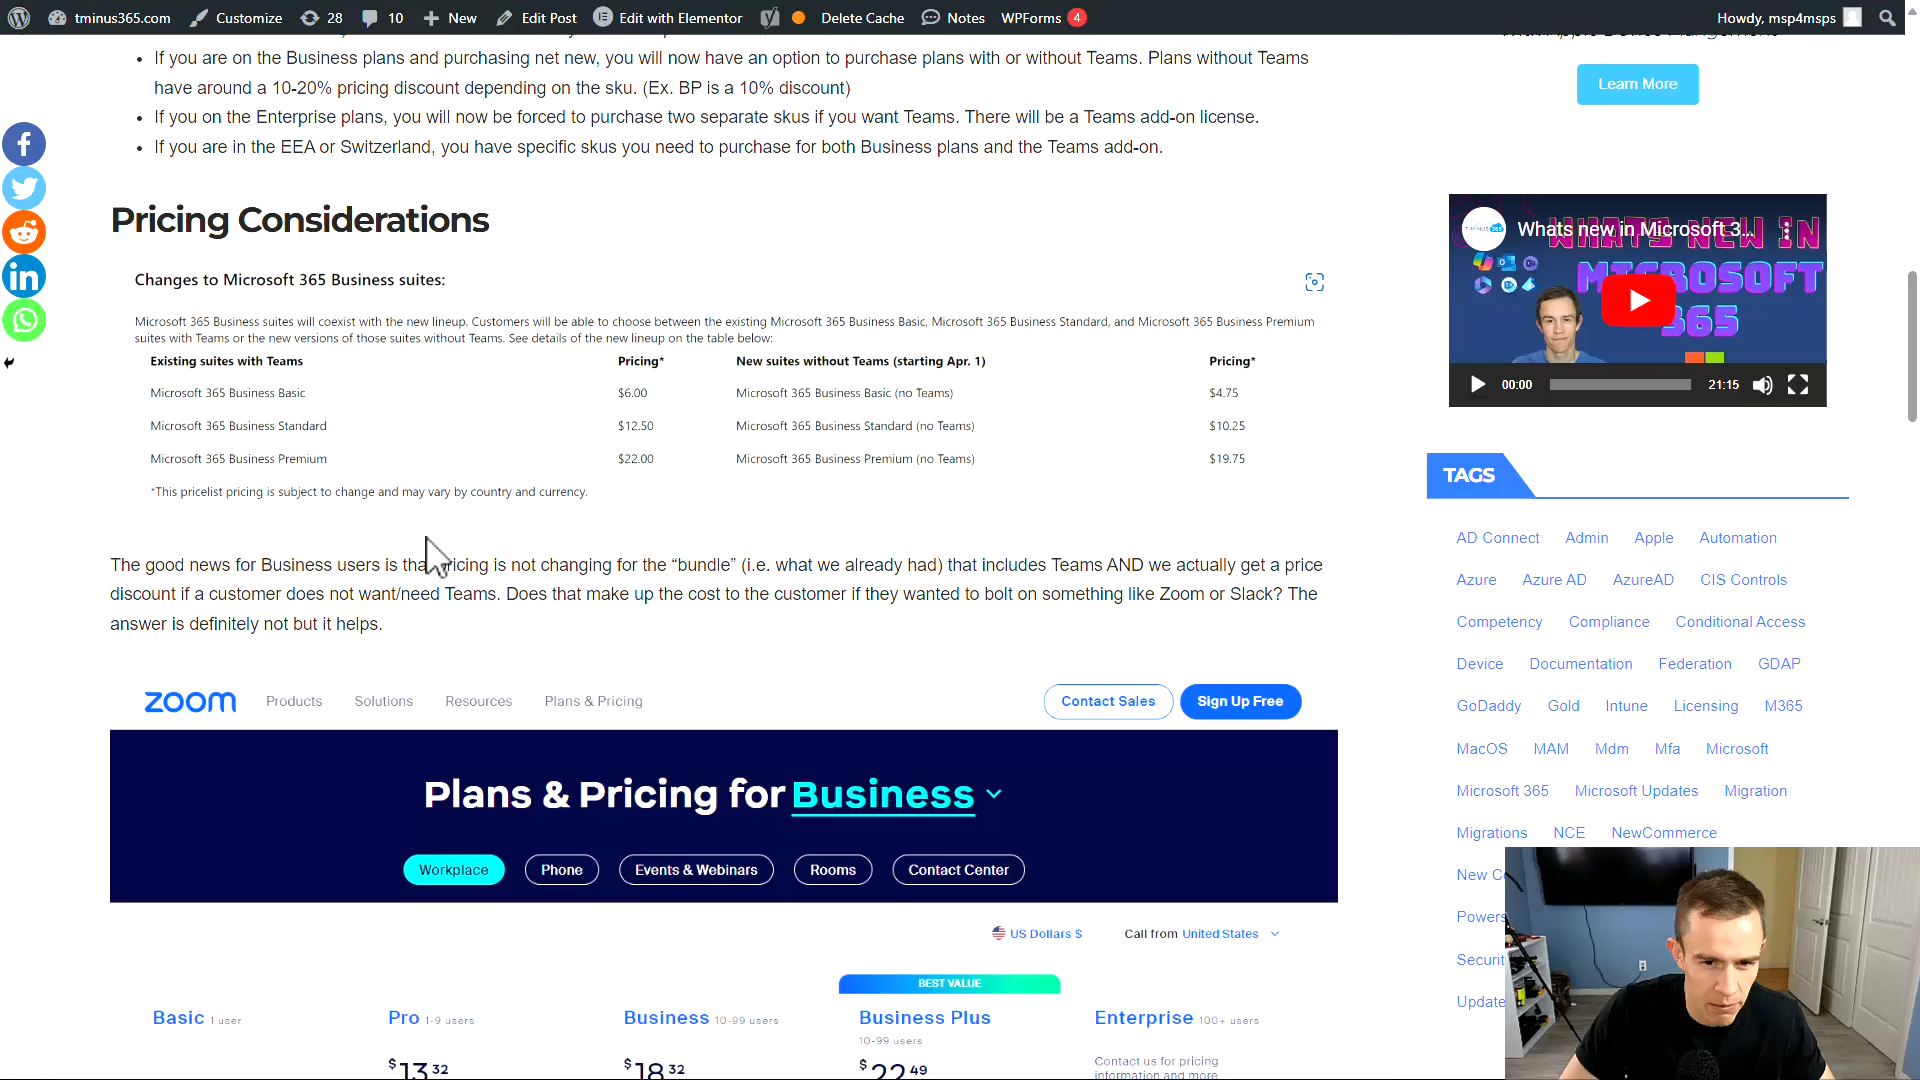 tminus365.com Customize 28 10 New Edit Post Edit with Elementor Delete Cache Notes WPForms 4 Howdy, msp4msps
If you are on the Business plans and purchasing net new, you will now have an option to purchase plans with or without Teams. Plans without Teams
have around a 10-20% pricing discount depending on the sku. (Ex. BP is a 10% discount)
If you on the Enterprise plans, you will now be forced to purchase two separate skus if you want Teams. There will be a Teams add-on license.
If you are in the EEA or Switzerland, you have specific skus you need to purchase for both Business plans and the Teams add-on.
Learn More
Pricing Considerations
Changes to Microsoft 365 Business suites:
Microsoft 365 Business suites will coexist with the new lineup. Customers will be able to choose between the existing Microsoft 365 Business Basic, Microsoft 365 Business Standard, and Microsoft 365 Business Premium
suites with Teams or the new versions of those suites without Teams. See details of the new lineup on the table below:
Existing suites with Teams Pricing* New suites without Teams (starting Apr. 1) Pricing*
Microsoft 365 Business Basic $6.00 Microsoft 365 Business Basic (no Teams) $4.75
Microsoft 365 Business Standard $12.50 Microsoft 365 Business Standard (no Teams) $10.25
Microsoft 365 Business Premium $22.00 Microsoft 365 Business Premium (no Teams) $19.75
*This pricelist pricing is subject to change and may vary by country and currency.
The good news for Business users is that pricing is not changing for the “bundle” (i.e. what we already had) that includes Teams AND we actually get a price
discount if a customer does not want/need Teams. Does that make up the cost to the customer if they wanted to bolt on something like Zoom or Slack? The
answer is definitely not but it helps.
zoom Products Solutions Resources Plans & Pricing Contact Sales Sign Up Free
Plans & Pricing for Business
Workplace Phone Events & Webinars Rooms Contact Center
US Dollars $ Call from United States
BEST VALUE
Basic 1 user Pro 1-9 users Business 10-99 users Business Plus Enterprise 100+ users
10-99 users
Contact us for pricing
information and more
$13 32 $18 32 $22 49
Whats new in Microsoft 3...
WHATS NEW IN
MICROSOFT
365
00:00 21:15
TAGS
AD Connect Admin Apple Automation
Azure Azure AD AzureAD CIS Controls
Competency Compliance Conditional Access
Device Documentation Federation GDAP
GoDaddy Gold Intune Licensing M365
MacOS MAM Mdm Mfa Microsoft
Microsoft 365 Microsoft Updates Migration
Migrations NCE NewCommerce
New
Powers
Securit
Update